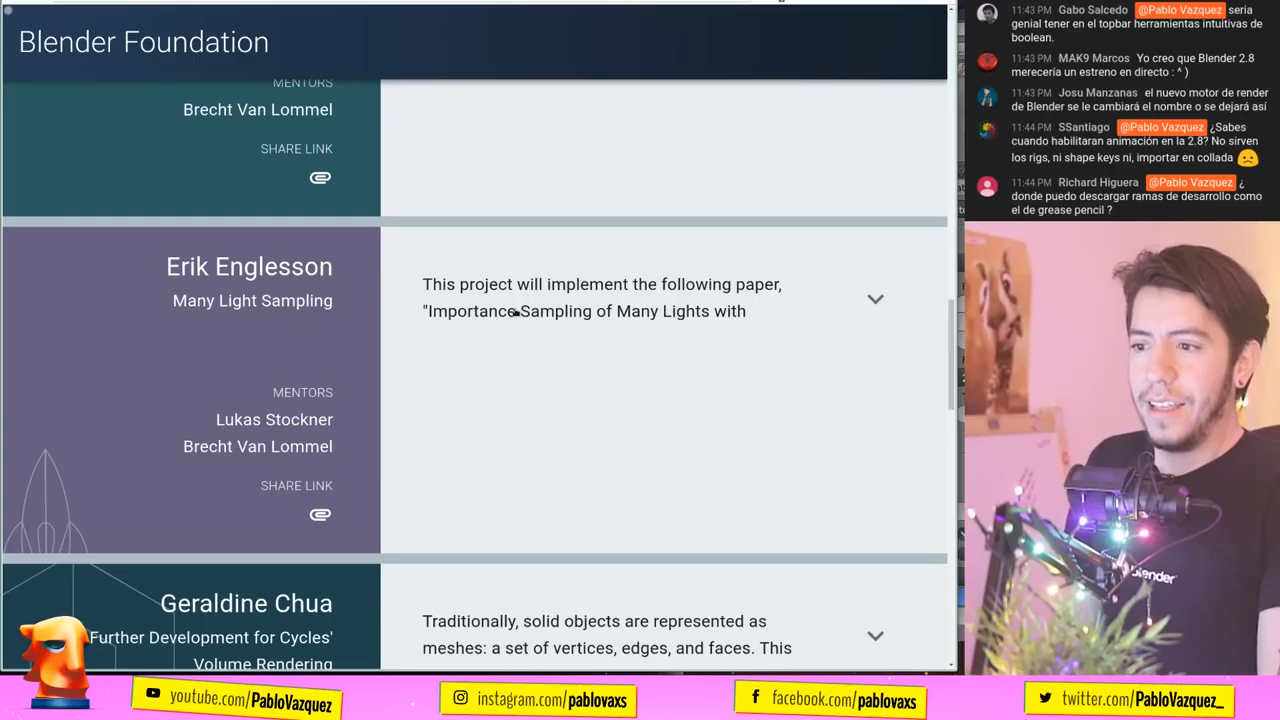 Blender Foundation
MENTORS
Brecht Van Lommel
SHARE LINK
Erik Englesson
Many Light Sampling
MENTORS
Lukas Stockner
Brecht Van Lommel
SHARE LINK
This project will implement the following paper,
"Importance Sampling of Many Lights with
Geraldine Chua
Further Development for Cycles'
Volume Rendering
Traditionally, solid objects are represented as
meshes: a set of vertices, edges, and faces. This
11:43 PM Gabo Salcedo @Pablo Vazquez seria
genial tener en el topbar herramientas intuitivas de
boolean.
11:43 PM MAK9 Marcos Yo creo que Blender 2.8
merecería un estreno en directo : ^ )
11:43 PM Josu Manzanas el nuevo motor de render
de Blender se le cambiará el nombre o se dejará así
11:44 PM SSantiago @Pablo Vazquez ¿Sabes
cuando habilitaran animación en la 2.8? No sirven
los rigs, ni shape keys ni, importar en collada
11:44 PM Richard Higuera @Pablo Vazquez ¿
donde puedo descargar ramas de desarrollo como
el de grease pencil ?
blender
youtube.com/PabloVazquez
instagram.com/pablovaxs
facebook.com/pablovaxs
twitter.com/PabloVazquez_